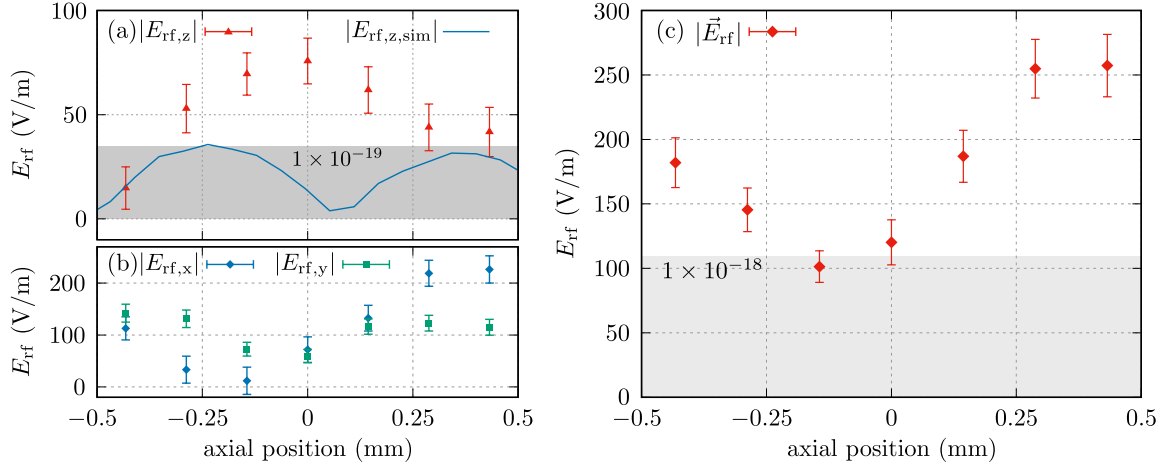 (a) |E_rf,z| |E_rf,z,sim|
100
50
0
E_rf (V/m)
1 × 10^−19
(b) |E_rf,x| |E_rf,y|
200
100
0
E_rf (V/m)
−0.5 −0.25 0 0.25 0.5
axial position (mm)
(c) |E⃗_rf|
300
250
200
150
100
50
0
E_rf (V/m)
1 × 10^−18
−0.5 −0.25 0 0.25 0.5
axial position (mm)